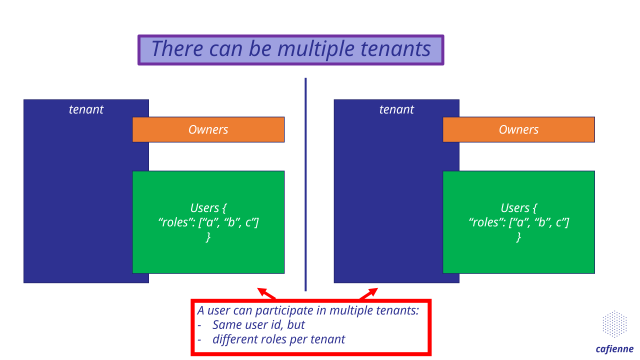 There can be multiple tenants
tenant
Owners
Users {
“roles”: [“a”, “b”, c”]
}
tenant
Owners
Users {
“roles”: [“a”, “b”, c”]
}
A user can participate in multiple tenants:
- Same user id, but
- different roles per tenant
cafienne